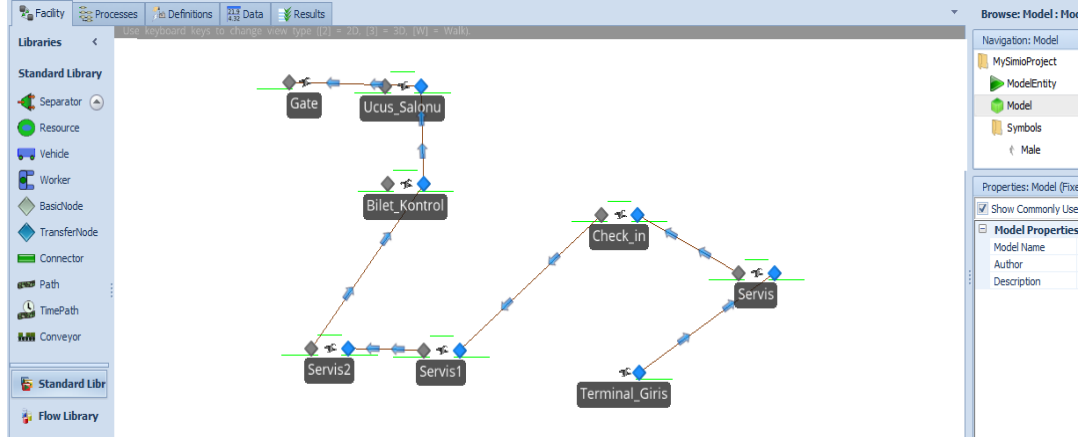 Facility Processes Definitions Data Results
Browse: Model : Mod
Libraries
Use keyboard keys to change view type ([2] = 2D, [3] = 3D, [W] = Walk).
Standard Library
Separator
Resource
Vehicle
Worker
BasicNode
TransferNode
Connector
Path
TimePath
Conveyor
Standard Libr
Flow Library
Gate
Ucus_Salonu
Bilet_Kontrol
Check_in
Servis
Servis2
Servis1
Terminal_Giris
Navigation: Model
MySimioProject
ModelEntity
Model
Symbols
Male
Properties: Model (Fixe
Show Commonly Use
Model Properties
Model Name
Author
Description